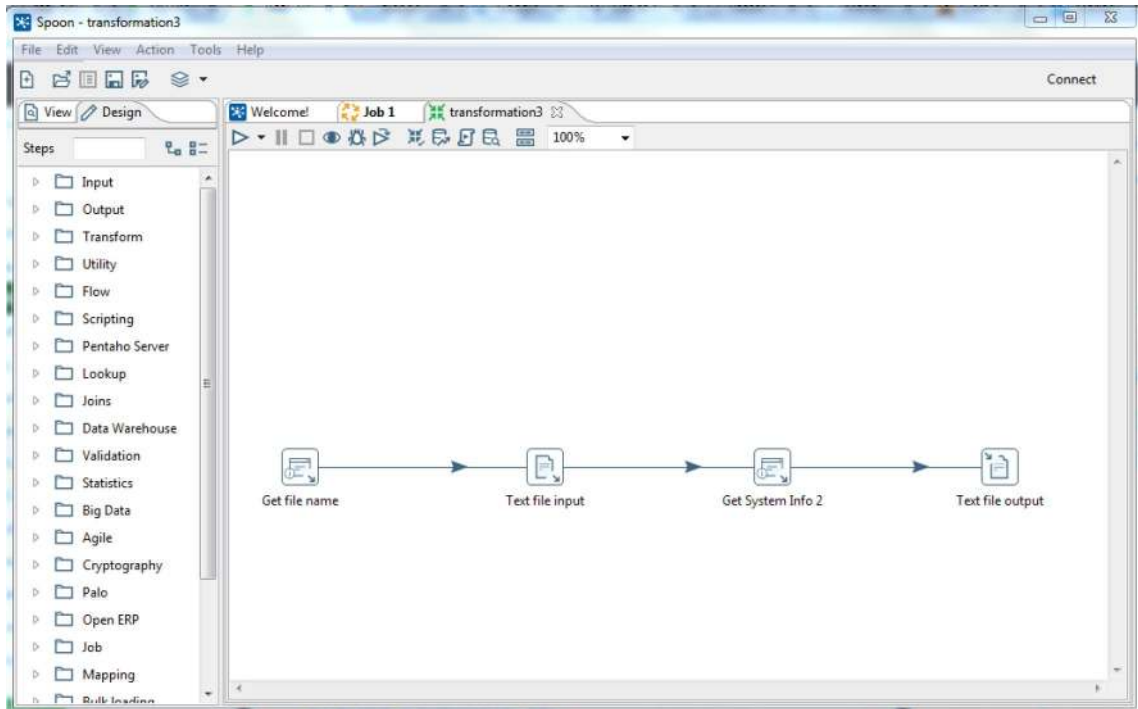 Spoon - transformation3
File Edit View Action Tools Help
Connect
View Design
Welcome! Job 1 transformation3
Steps
100%
Input
Output
Transform
Utility
Flow
Scripting
Pentaho Server
Lookup
Joins
Data Warehouse
Validation
Statistics
Big Data
Agile
Cryptography
Palo
Open ERP
Job
Mapping
Bulk loading
Get file name Text file input Get System Info 2 Text file output